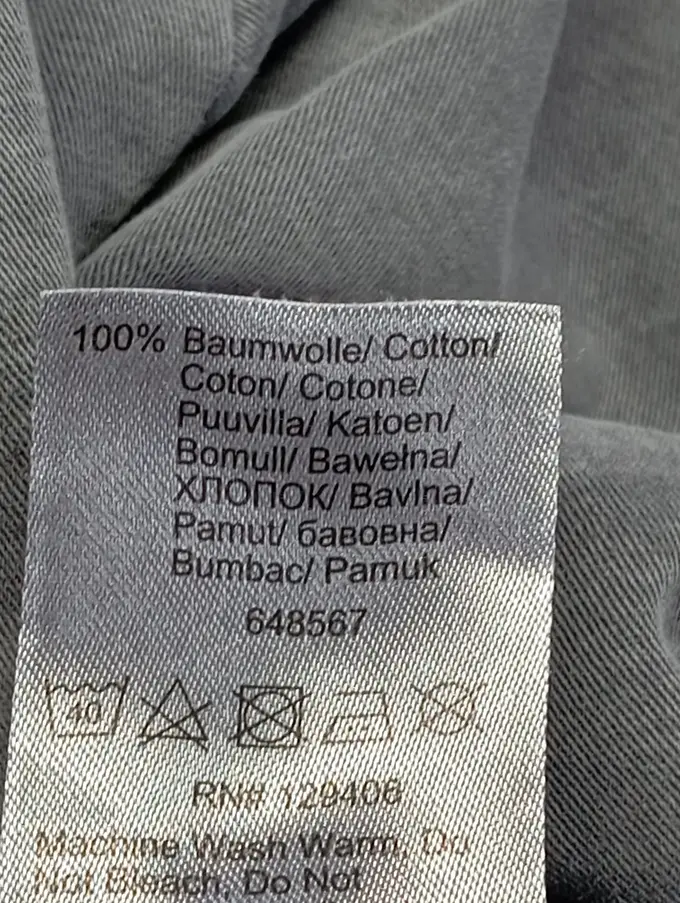 100% Baumwolle/ Cotton/
Coton/ Cotone/
Puuvilla/ Katoen/
Bomull/ Bawełna/
ХЛОПОК/ Bavlna/
Pamut/ бавовна/
Bumbac/ Pamuk
648567
40
RN# 129406
Machine Wash Warm, Do
Not Bleach, Do Not